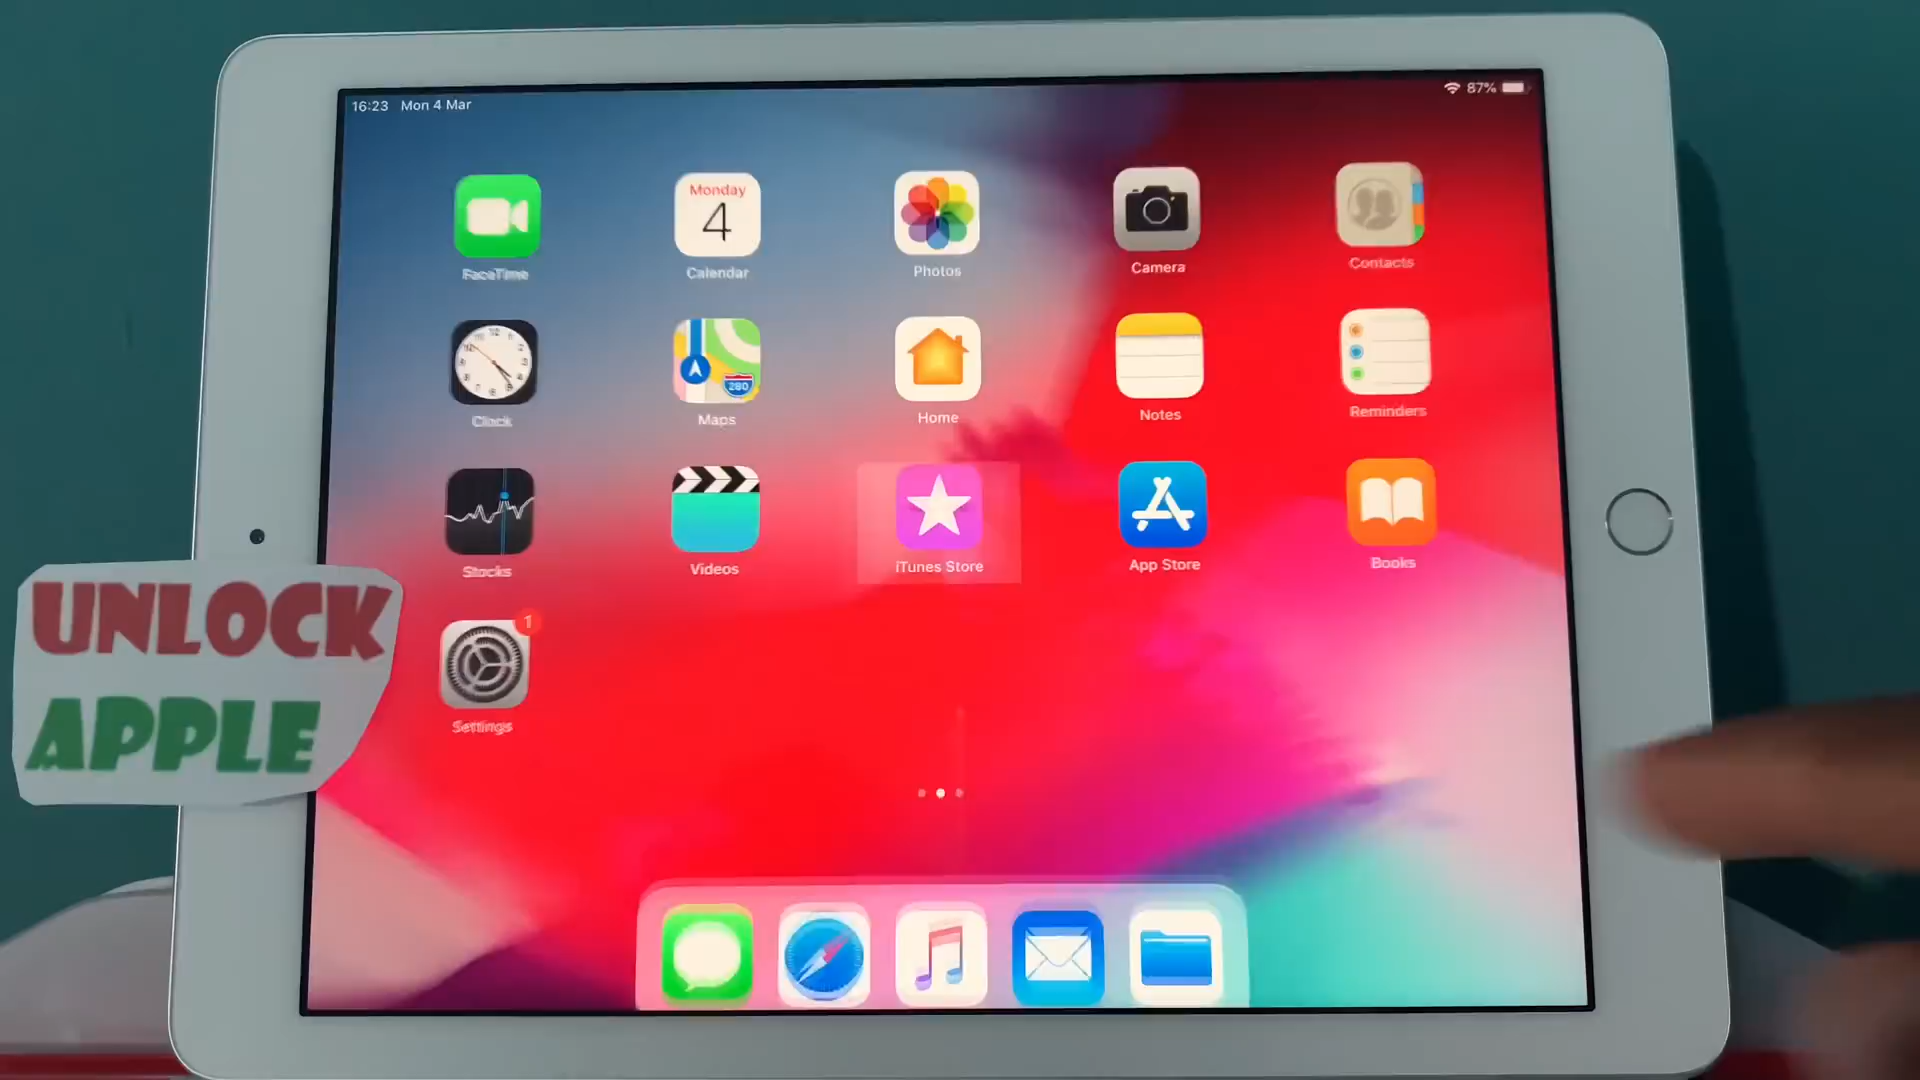 16:23 Mon 4 Mar
87%
FaceTime
Monday
4
Calendar
Photos
Camera
Contacts
Clock
280
Maps
Home
Notes
Reminders
Stocks
Videos
iTunes Store
App Store
Books
1
Settings
UNLOCK
APPLE